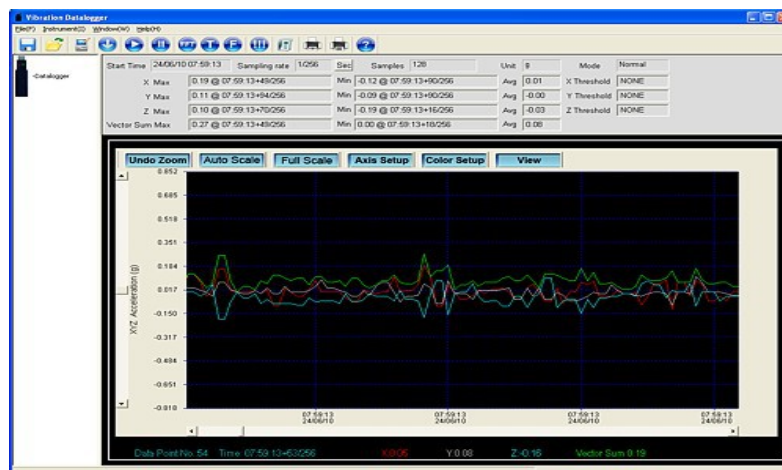 Vibration Datalogger
File(F) Instrument(S) Window(W) Help(H)
-Datalogger
Start Time 24/06/10 07:59:13 Sampling rate 1/256 Sec Samples 128 Unit g Mode Normal
X Max 0.19 @ 07:59:13+49/256 Min -0.12 @ 07:59:13+90/256 Avg 0.01 X Threshold NONE
Y Max 0.11 @ 07:59:13+94/256 Min -0.09 @ 07:59:13+90/256 Avg -0.00 Y Threshold NONE
Z Max 0.10 @ 07:59:13+70/256 Min -0.19 @ 07:59:13+16/256 Avg -0.03 Z Threshold NONE
Vector Sum Max 0.27 @ 07:59:13+49/256 Min 0.00 @ 07:59:13+18/256 Avg 0.08
Undo Zoom Auto Scale Full Scale Axis Setup Color Setup View
XYZ Acceleration (g)
0.852
0.685
0.518
0.351
0.184
0.017
-0.150
-0.317
-0.484
-0.651
-0.818
07:59:13 07:59:13 07:59:13 07:59:13
24/06/10 24/06/10 24/06/10 24/06/10
Data Point No: 54 Time: 07:59:13+53/256 X:0.05 Y:0.08 Z:-0.16 Vector Sum 0.19